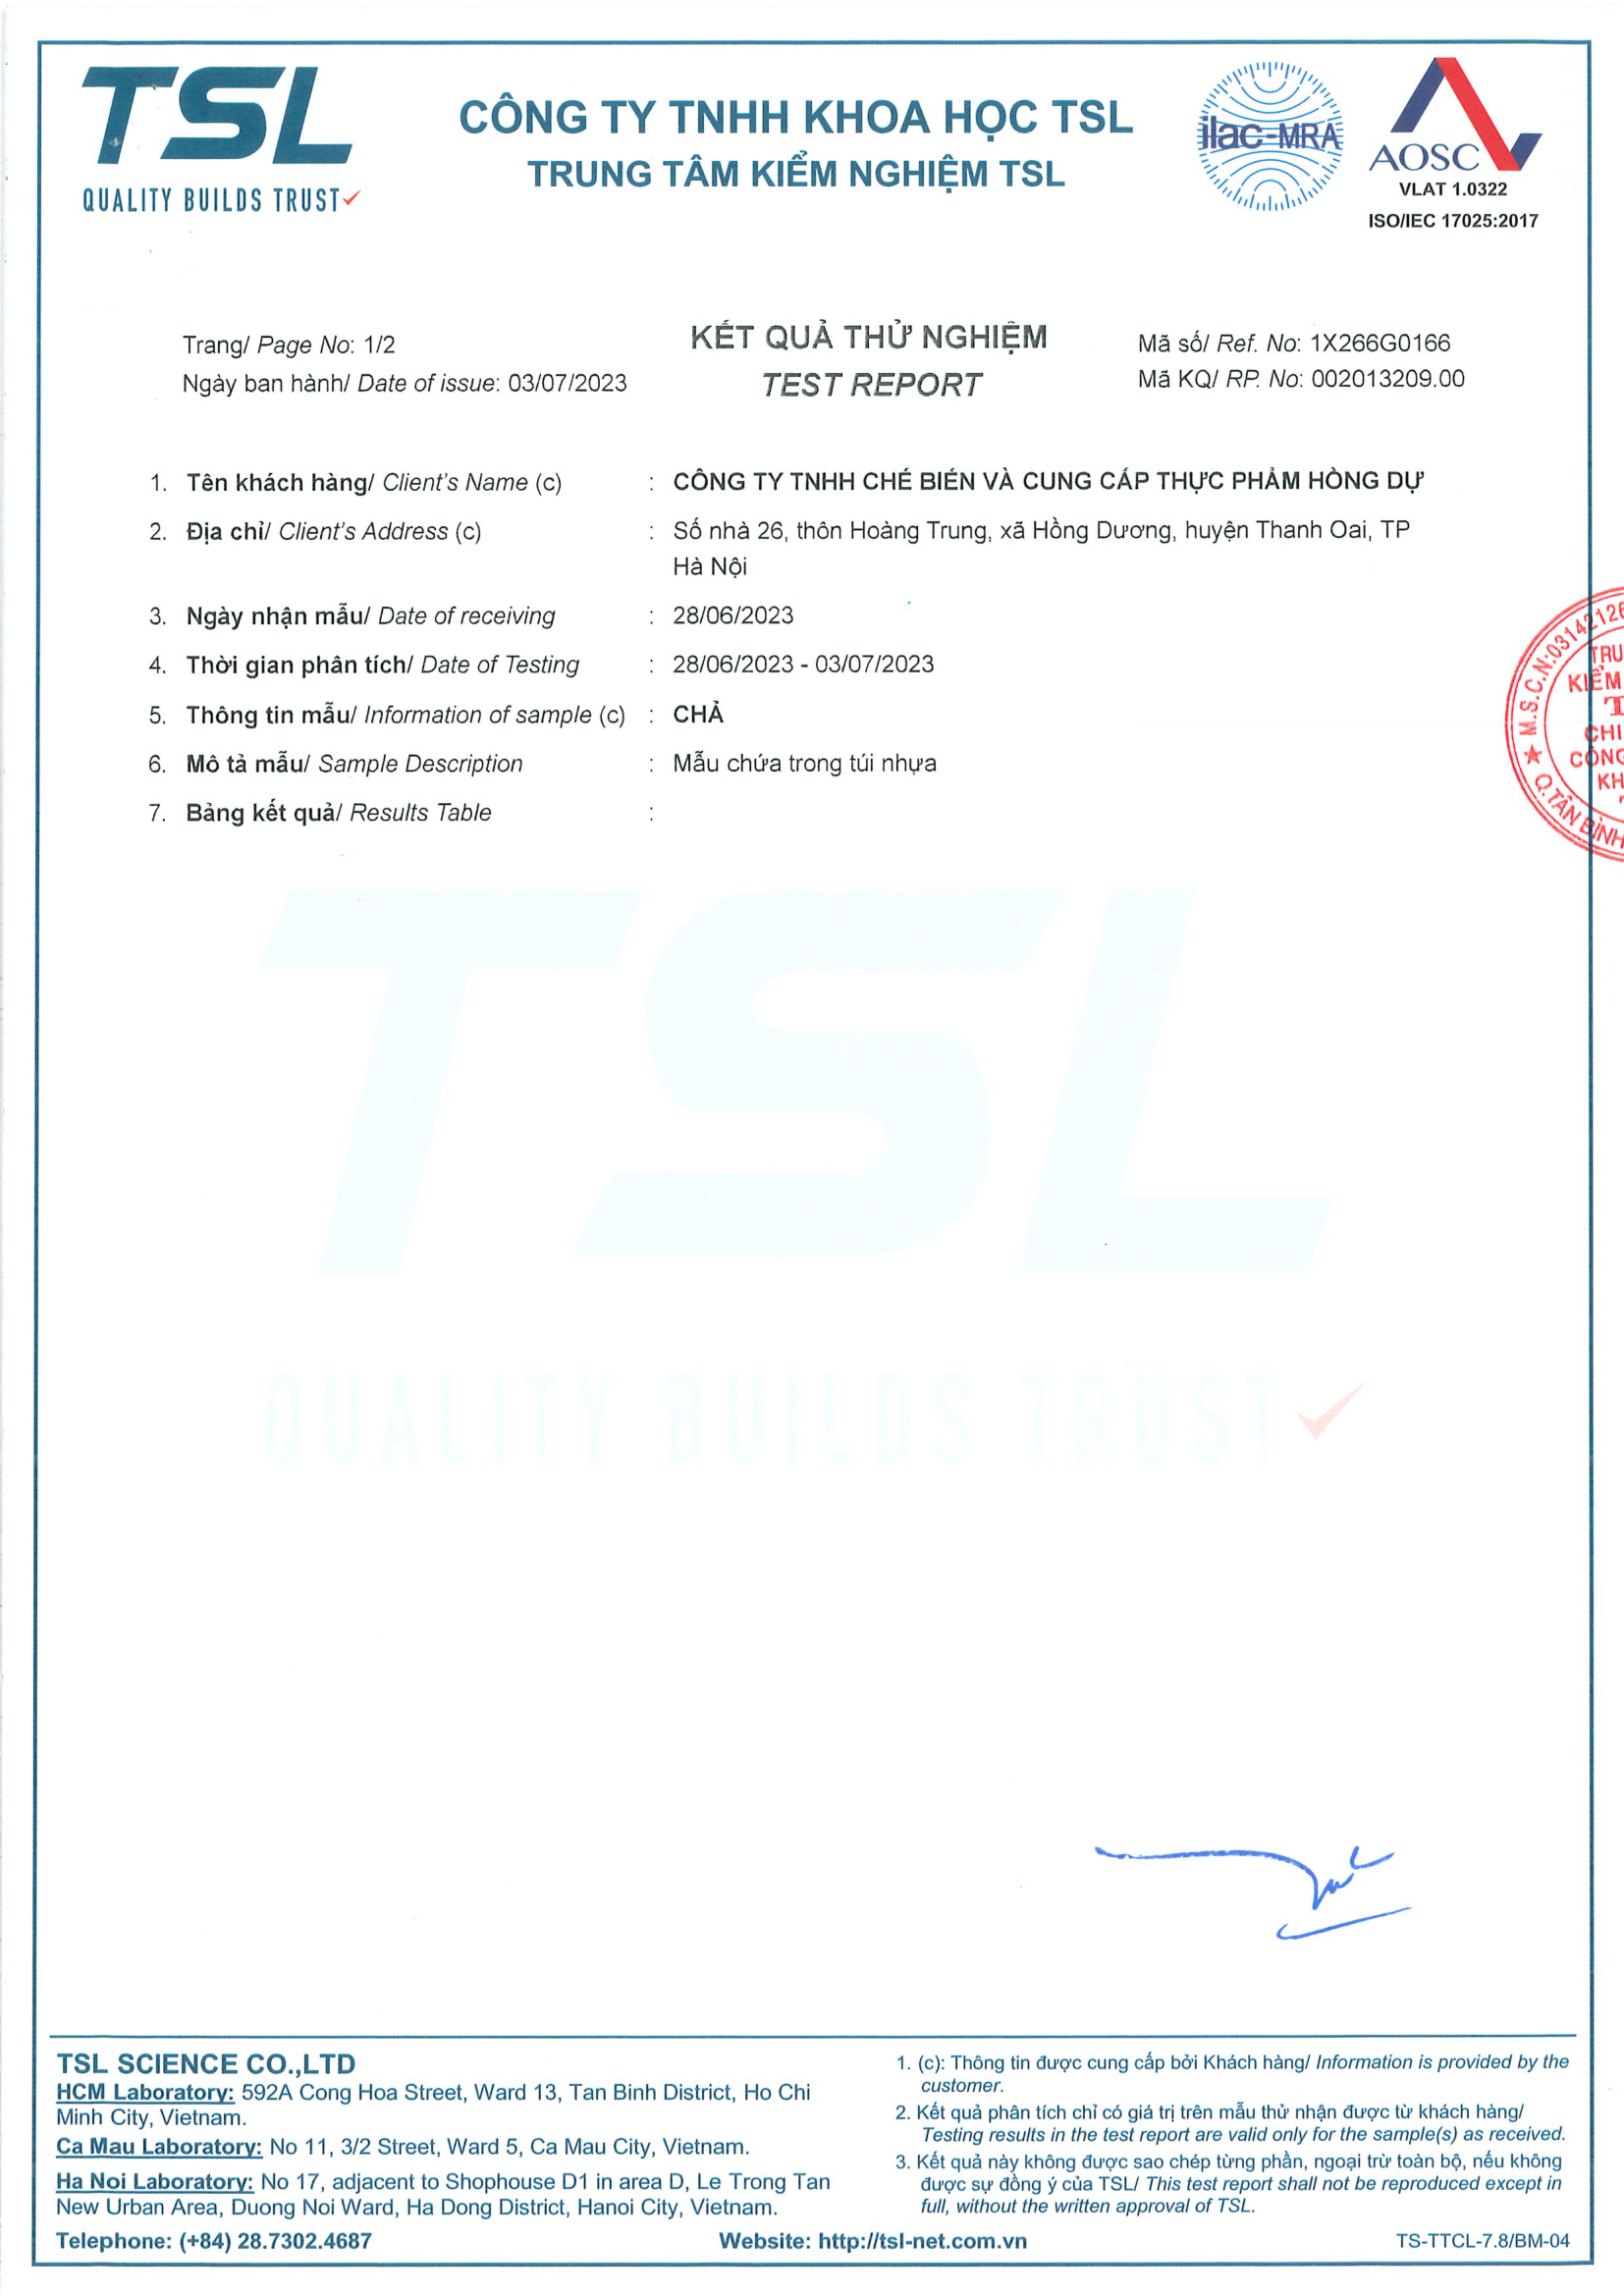 TSL
QUALITY BUILDS TRUST
CÔNG TY TNHH KHOA HỌC TSL
TRUNG TÂM KIỂM NGHIỆM TSL
ilac-MRA
AOSC
VLAT 1.0322
ISO/IEC 17025:2017
Trang/ Page No: 1/2
Ngày ban hành/ Date of issue: 03/07/2023
KẾT QUẢ THỬ NGHIỆM
TEST REPORT
Mã số/ Ref. No: 1X266G0166
Mã KQ/ RP. No: 002013209.00
1. Tên khách hàng/ Client's Name (c) : CÔNG TY TNHH CHẾ BIẾN VÀ CUNG CẤP THỰC PHẨM HỒNG DỰ
2. Địa chỉ/ Client's Address (c) : Số nhà 26, thôn Hoàng Trung, xã Hồng Dương, huyện Thanh Oai, TP
Hà Nội
3. Ngày nhận mẫu/ Date of receiving : 28/06/2023
4. Thời gian phân tích/ Date of Testing : 28/06/2023 - 03/07/2023
5. Thông tin mẫu/ Information of sample (c) : CHẢ
6. Mô tả mẫu/ Sample Description : Mẫu chứa trong túi nhựa
7. Bảng kết quả/ Results Table :
M.S.C.N:0314212
KIỂM
Q.TÂN BÌNH
TSL
QUALITY BUILDS TRUST
TSL SCIENCE CO.,LTD
HCM Laboratory: 592A Cong Hoa Street, Ward 13, Tan Binh District, Ho Chi
Minh City, Vietnam.
Ca Mau Laboratory: No 11, 3/2 Street, Ward 5, Ca Mau City, Vietnam.
Ha Noi Laboratory: No 17, adjacent to Shophouse D1 in area D, Le Trong Tan
New Urban Area, Duong Noi Ward, Ha Dong District, Hanoi City, Vietnam.
Telephone: (+84) 28.7302.4687
Website: http://tsl-net.com.vn
1. (c): Thông tin được cung cấp bởi Khách hàng/ Information is provided by the
customer.
2. Kết quả phân tích chỉ có giá trị trên mẫu thử nhận được từ khách hàng/
Testing results in the test report are valid only for the sample(s) as received.
3. Kết quả này không được sao chép từng phần, ngoại trừ toàn bộ, nếu không
được sự đồng ý của TSL/ This test report shall not be reproduced except in
full, without the written approval of TSL.
TS-TTCL-7.8/BM-04